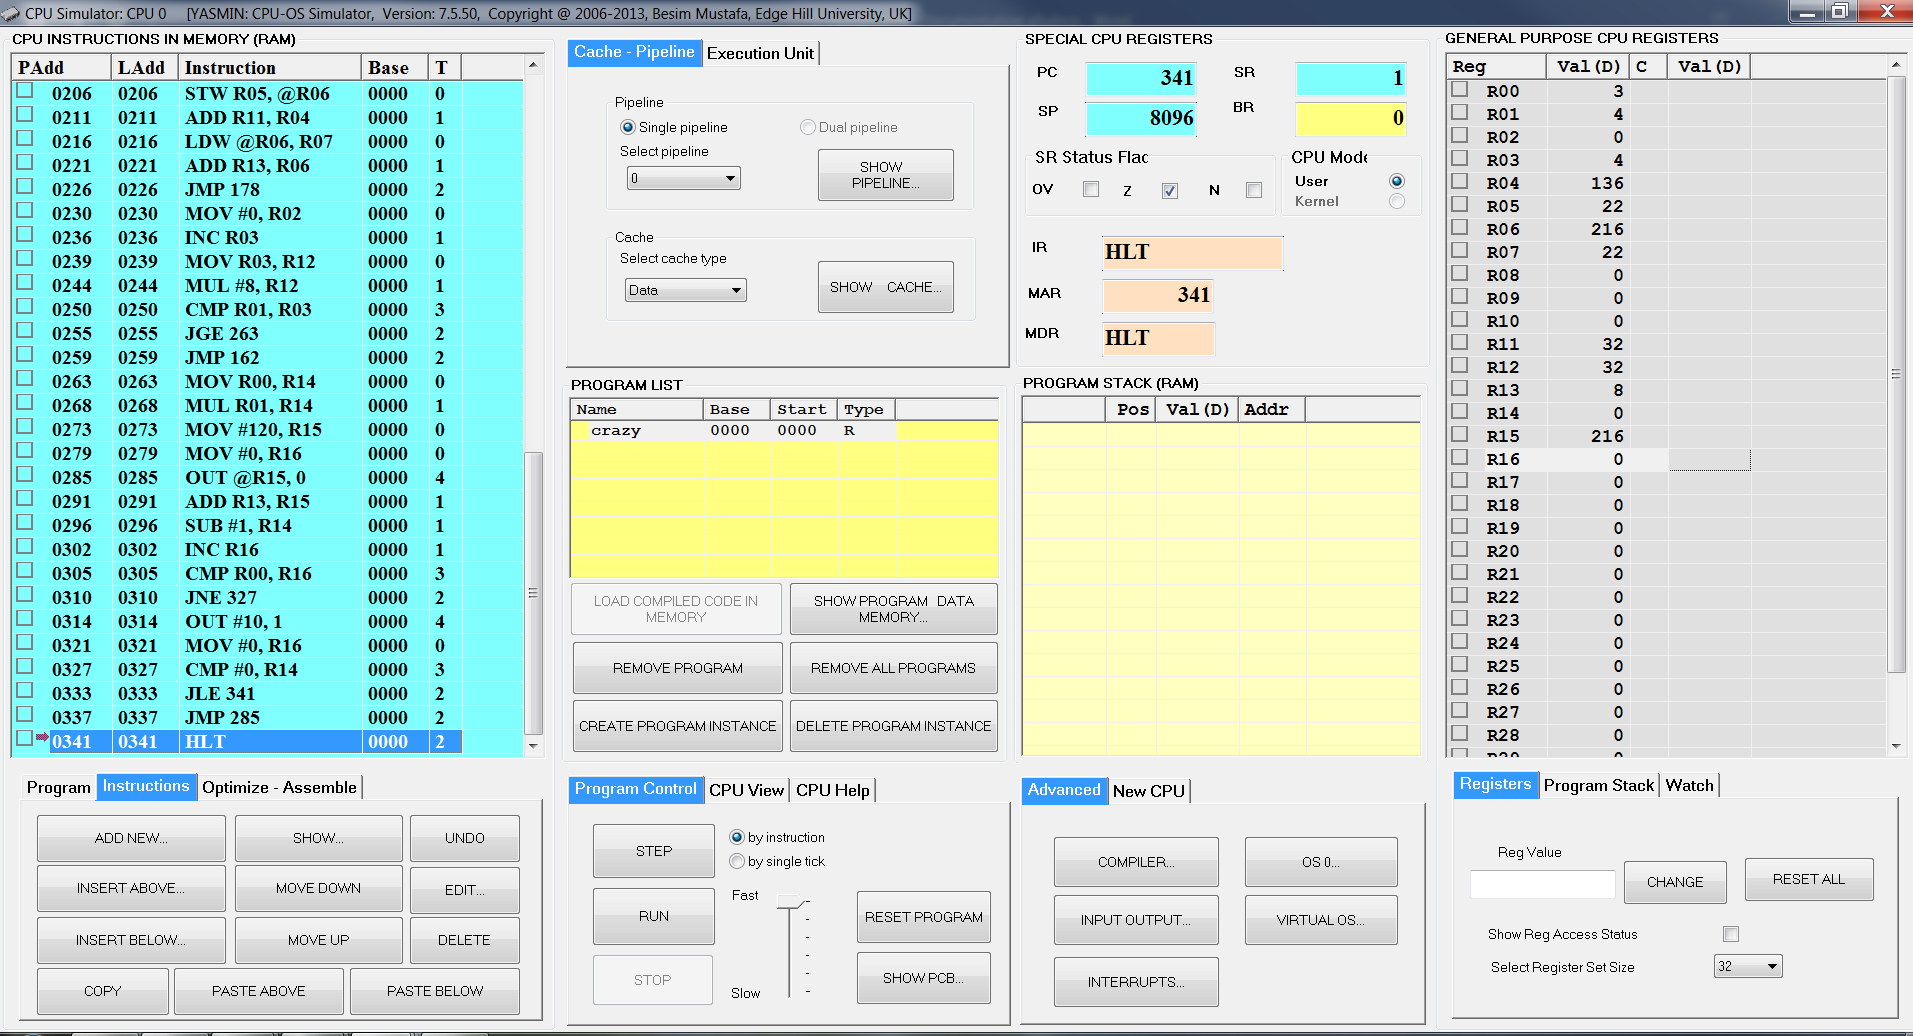 CPU Simulator: CPU 0 [YASMIN: CPU-OS Simulator, Version: 7.5.50, Copyright @ 2006-2013, Besim Mustafa, Edge Hill University, UK]
CPU INSTRUCTIONS IN MEMORY (RAM)
PAdd LAdd Instruction Base T
0206 0206 STW R05, @R06 0000 0
0211 0211 ADD R11, R04 0000 1
0216 0216 LDW @R06, R07 0000 0
0221 0221 ADD R13, R06 0000 1
0226 0226 JMP 178 0000 2
0230 0230 MOV #0, R02 0000 0
0236 0236 INC R03 0000 1
0239 0239 MOV R03, R12 0000 0
0244 0244 MUL #8, R12 0000 1
0250 0250 CMP R01, R03 0000 3
0255 0255 JGE 263 0000 2
0259 0259 JMP 162 0000 2
0263 0263 MOV R00, R14 0000 0
0268 0268 MUL R01, R14 0000 1
0273 0273 MOV #120, R15 0000 0
0279 0279 MOV #0, R16 0000 0
0285 0285 OUT @R15, 0 0000 4
0291 0291 ADD R13, R15 0000 1
0296 0296 SUB #1, R14 0000 1
0302 0302 INC R16 0000 1
0305 0305 CMP R00, R16 0000 3
0310 0310 JNE 327 0000 2
0314 0314 OUT #10, 1 0000 4
0321 0321 MOV #0, R16 0000 0
0327 0327 CMP #0, R14 0000 3
0333 0333 JLE 341 0000 2
0337 0337 JMP 285 0000 2
0341 0341 HLT 0000 2
Program Instructions Optimize - Assemble
ADD NEW... SHOW... UNDO
INSERT ABOVE... MOVE DOWN EDIT...
INSERT BELOW... MOVE UP DELETE
COPY PASTE ABOVE PASTE BELOW
Cache - Pipeline Execution Unit
Pipeline
Single pipeline Dual pipeline
Select pipeline
0
SHOW
PIPELINE...
Cache
Select cache type
Data
SHOW CACHE...
PROGRAM LIST
Name Base Start Type
crazy 0000 0000 R
LOAD COMPILED CODE IN
MEMORY
SHOW PROGRAM DATA
MEMORY...
REMOVE PROGRAM REMOVE ALL PROGRAMS
CREATE PROGRAM INSTANCE DELETE PROGRAM INSTANCE
Program Control CPU View CPU Help
STEP
by instruction
by single tick
RUN
STOP
Fast
Slow
RESET PROGRAM
SHOW PCB...
SPECIAL CPU REGISTERS
PC 341 SR 1
SP 8096 BR 0
SR Status Flag
OV Z N
CPU Mode
User
Kernel
IR HLT
MAR 341
MDR HLT
PROGRAM STACK (RAM)
Pos Val(D) Addr
Advanced New CPU
COMPILER... OS 0...
INPUT OUTPUT... VIRTUAL OS...
INTERRUPTS...
GENERAL PURPOSE CPU REGISTERS
Reg Val(D) C Val(D)
R00 3
R01 4
R02 0
R03 4
R04 136
R05 22
R06 216
R07 22
R08 0
R09 0
R10 0
R11 32
R12 32
R13 8
R14 0
R15 216
R16 0
R17 0
R18 0
R19 0
R20 0
R21 0
R22 0
R23 0
R24 0
R25 0
R26 0
R27 0
R28 0
Registers Program Stack Watch
Reg Value
CHANGE RESET ALL
Show Reg Access Status
Select Register Set Size 32